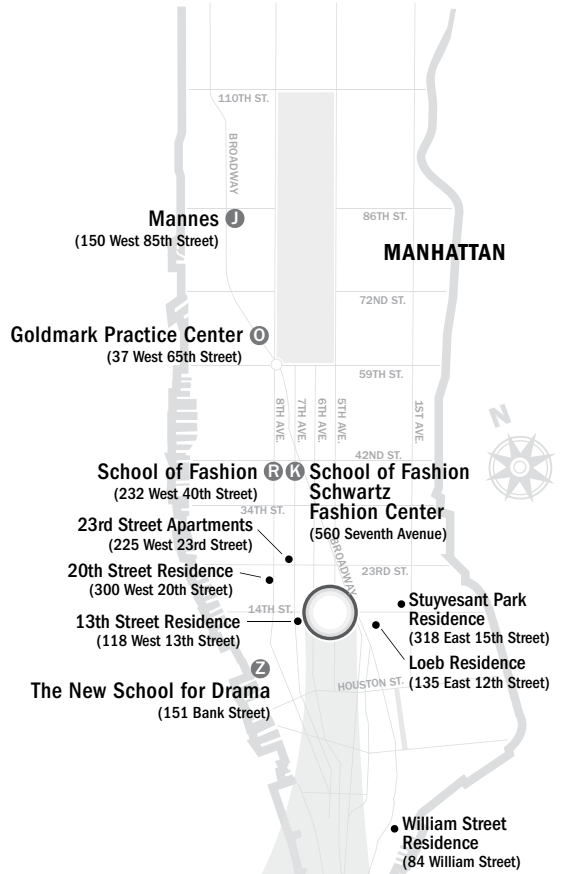 110TH ST.
BROADWAY
Mannes J
(150 West 85th Street)
86TH ST.
MANHATTAN
72ND ST.
Goldmark Practice Center O
(37 West 65th Street)
59TH ST.
8TH AVE.
7TH AVE.
6TH AVE.
5TH AVE.
1ST AVE.
N
42ND ST.
School of Fashion R
(232 West 40th Street)
K School of Fashion
Schwartz
Fashion Center
(560 Seventh Avenue)
34TH ST.
23rd Street Apartments
(225 West 23rd Street)
BROADWAY
23RD ST.
20th Street Residence
(300 West 20th Street)
14TH ST.
13th Street Residence
(118 West 13th Street)
Stuyvesant Park
Residence
(318 East 15th Street)
Loeb Residence
(135 East 12th Street)
Z
The New School for Drama
(151 Bank Street)
HOUSTON ST.
William Street
Residence
(84 William Street)